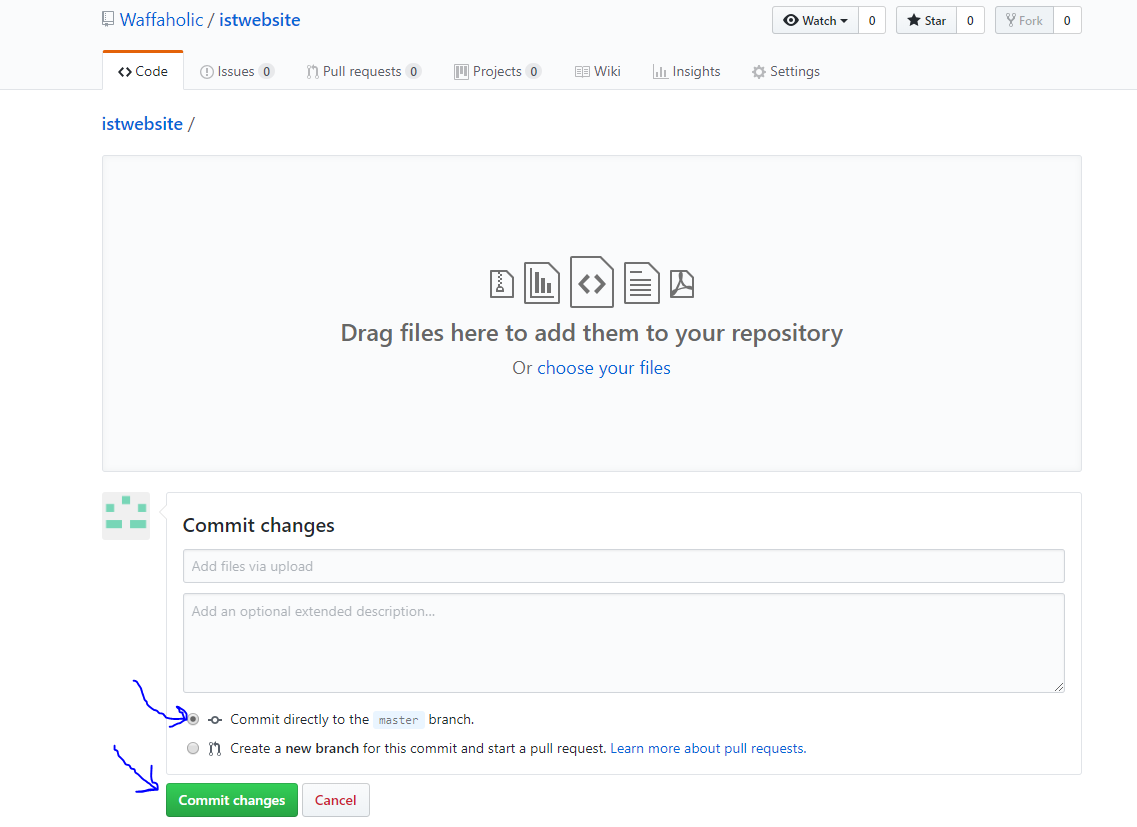 Waffaholic / istwebsite
Watch 0 Star 0 Fork 0
Code Issues 0 Pull requests 0 Projects 0 Wiki Insights Settings
istwebsite /
Drag files here to add them to your repository
Or choose your files
Commit changes
Add files via upload
Add an optional extended description...
Commit directly to the master branch.
Create a new branch for this commit and start a pull request. Learn more about pull requests.
Commit changes Cancel